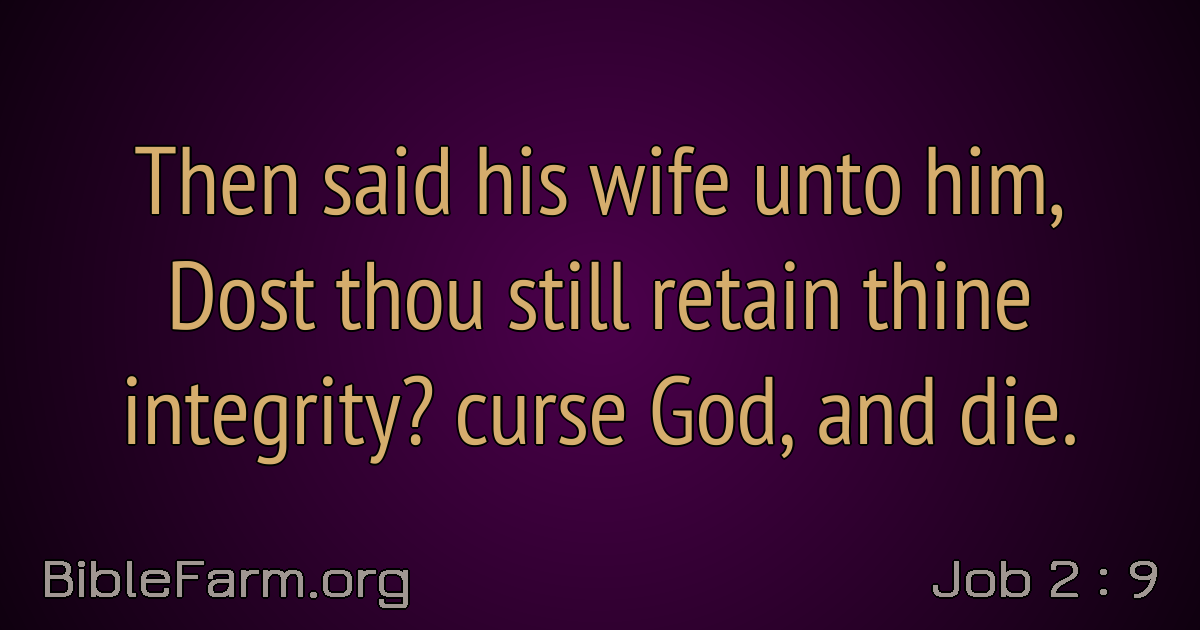 Then said his wife unto him,
Dost thou still retain thine
integrity? curse God, and die.
BibleFarm.org
Job 2 : 9